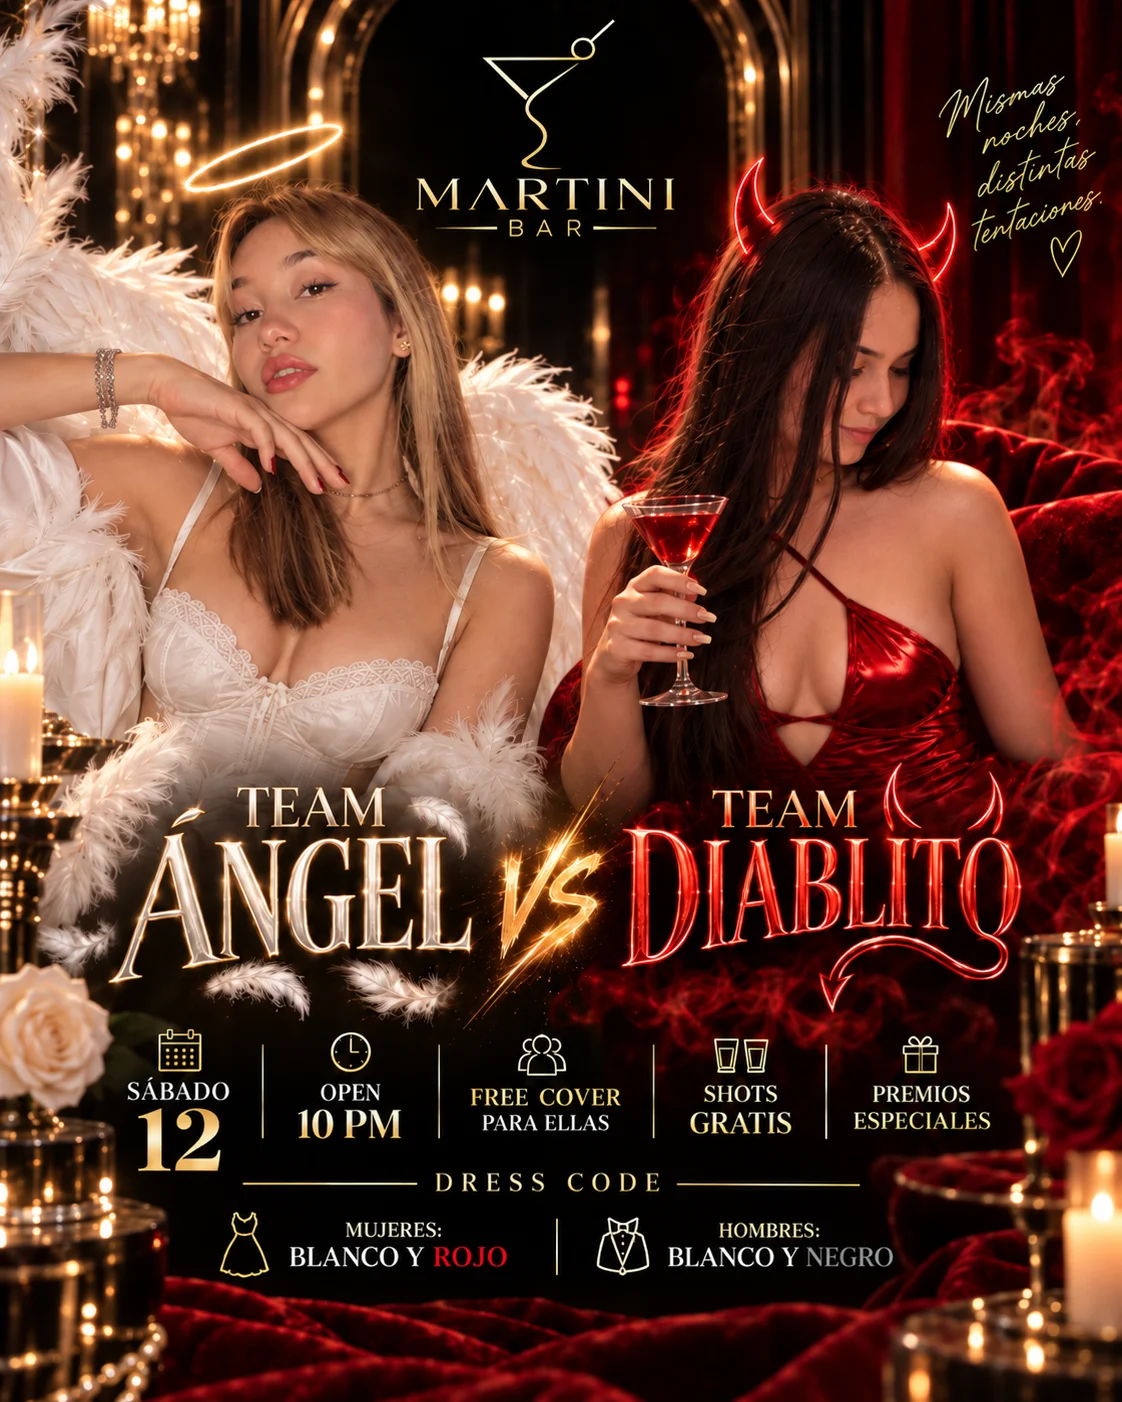 MARTINI
BAR
Mismas
noches,
distintas
tentaciones.
TEAM
ÁNGEL
VS
TEAM
DIABLITO
SÁBADO
12
OPEN
10 PM
FREE COVER
PARA ELLAS
SHOTS
GRATIS
PREMIOS
ESPECIALES
DRESS CODE
MUJERES:
BLANCO Y ROJO
HOMBRES:
BLANCO Y NEGRO